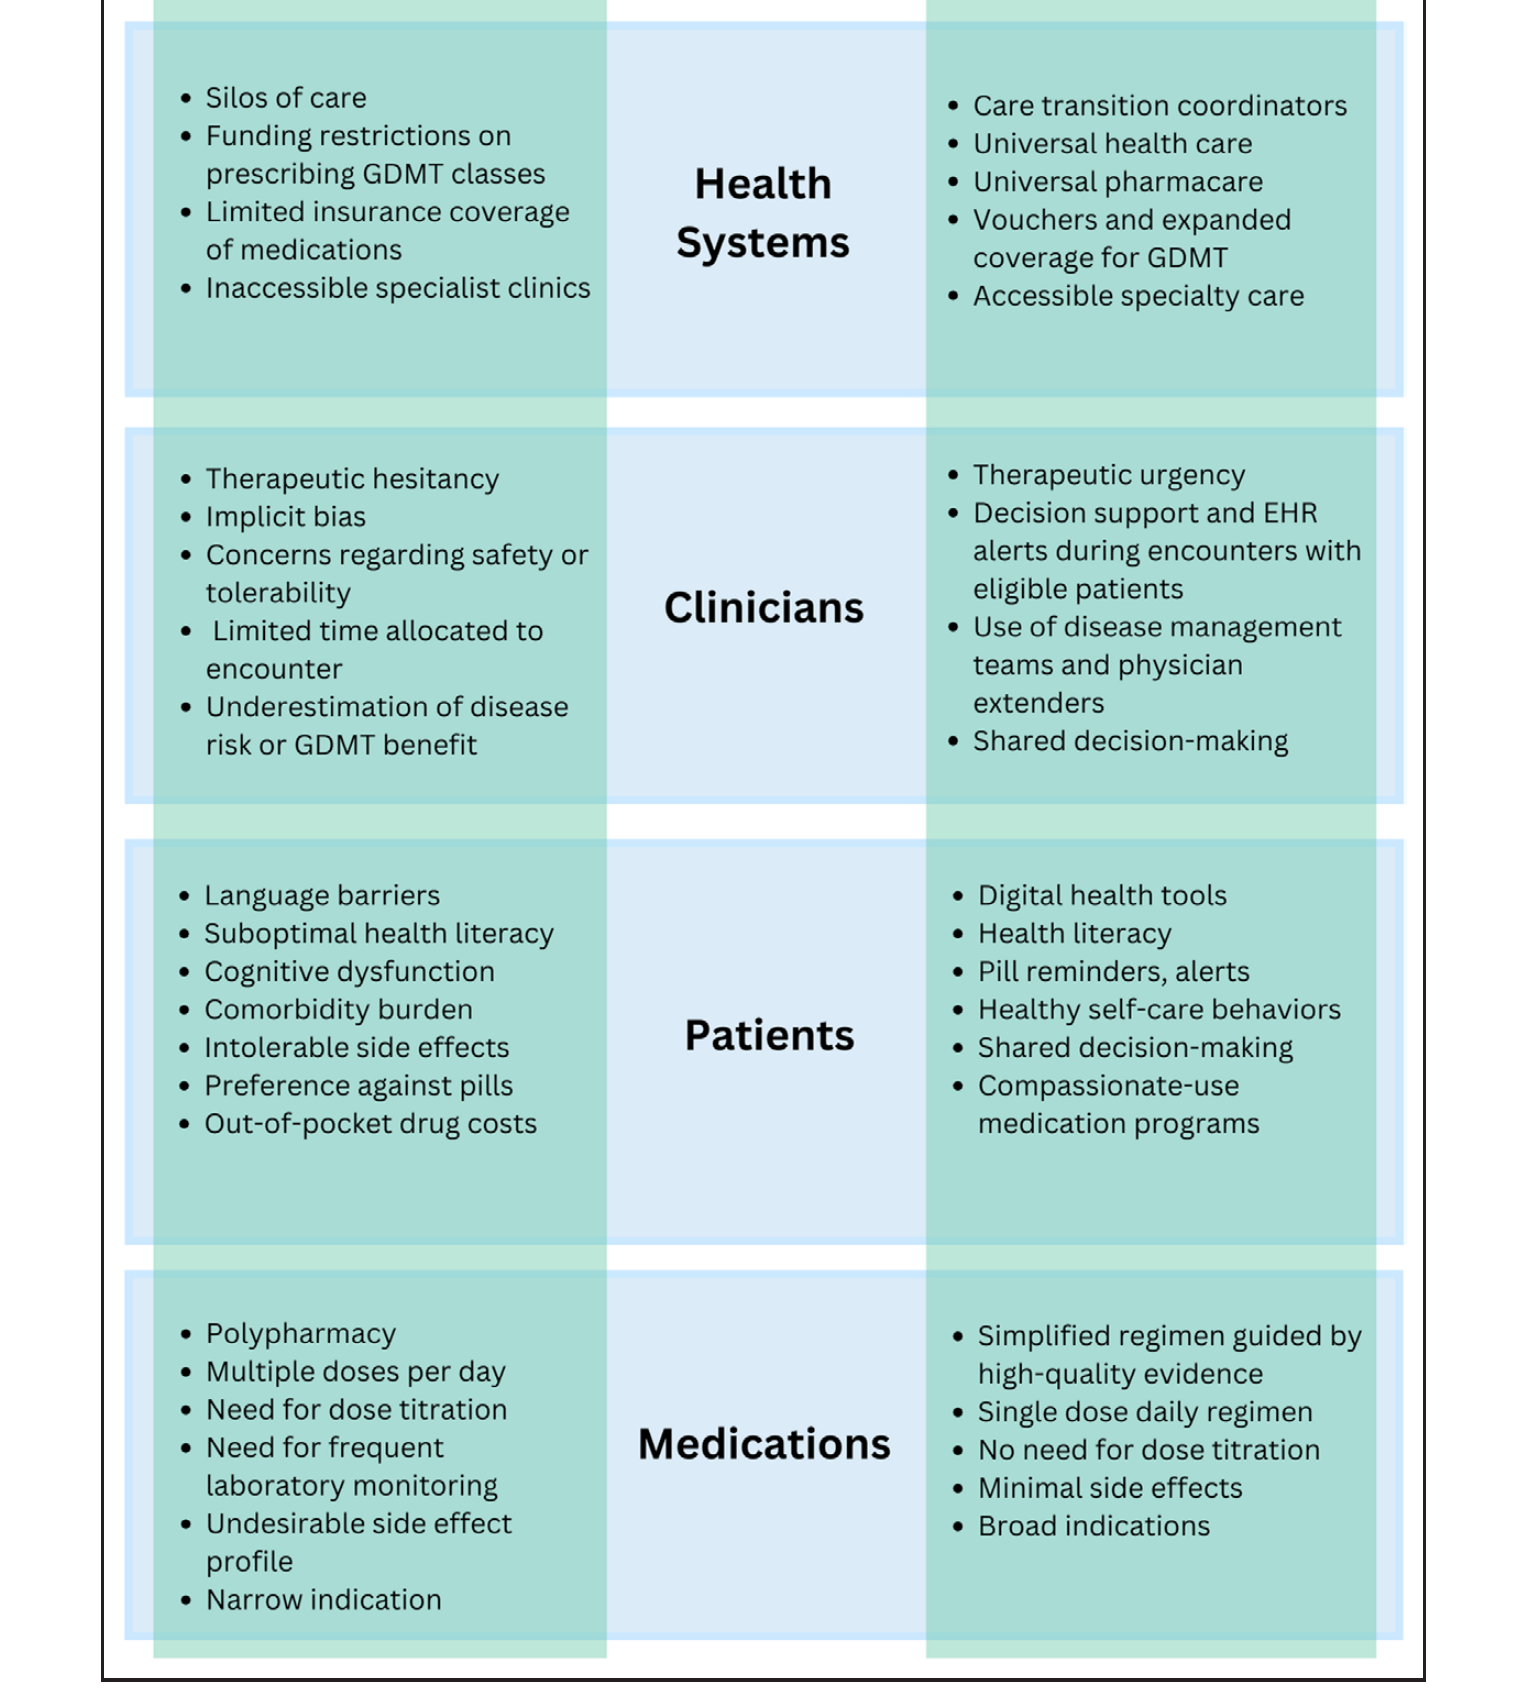 • Silos of care
• Funding restrictions on
prescribing GDMT classes
• Limited insurance coverage
of medications
• Inaccessible specialist clinics
Health
Systems
• Care transition coordinators
• Universal health care
• Universal pharmacare
• Vouchers and expanded
coverage for GDMT
• Accessible specialty care
• Therapeutic hesitancy
• Implicit bias
• Concerns regarding safety or
tolerability
• Limited time allocated to
encounter
• Underestimation of disease
risk or GDMT benefit
Clinicians
• Therapeutic urgency
• Decision support and EHR
alerts during encounters with
eligible patients
• Use of disease management
teams and physician
extenders
• Shared decision-making
• Language barriers
• Suboptimal health literacy
• Cognitive dysfunction
• Comorbidity burden
• Intolerable side effects
• Preference against pills
• Out-of-pocket drug costs
Patients
• Digital health tools
• Health literacy
• Pill reminders, alerts
• Healthy self-care behaviors
• Shared decision-making
• Compassionate-use
medication programs
• Polypharmacy
• Multiple doses per day
• Need for dose titration
• Need for frequent
laboratory monitoring
• Undesirable side effect
profile
• Narrow indication
Medications
• Simplified regimen guided by
high-quality evidence
• Single dose daily regimen
• No need for dose titration
• Minimal side effects
• Broad indications